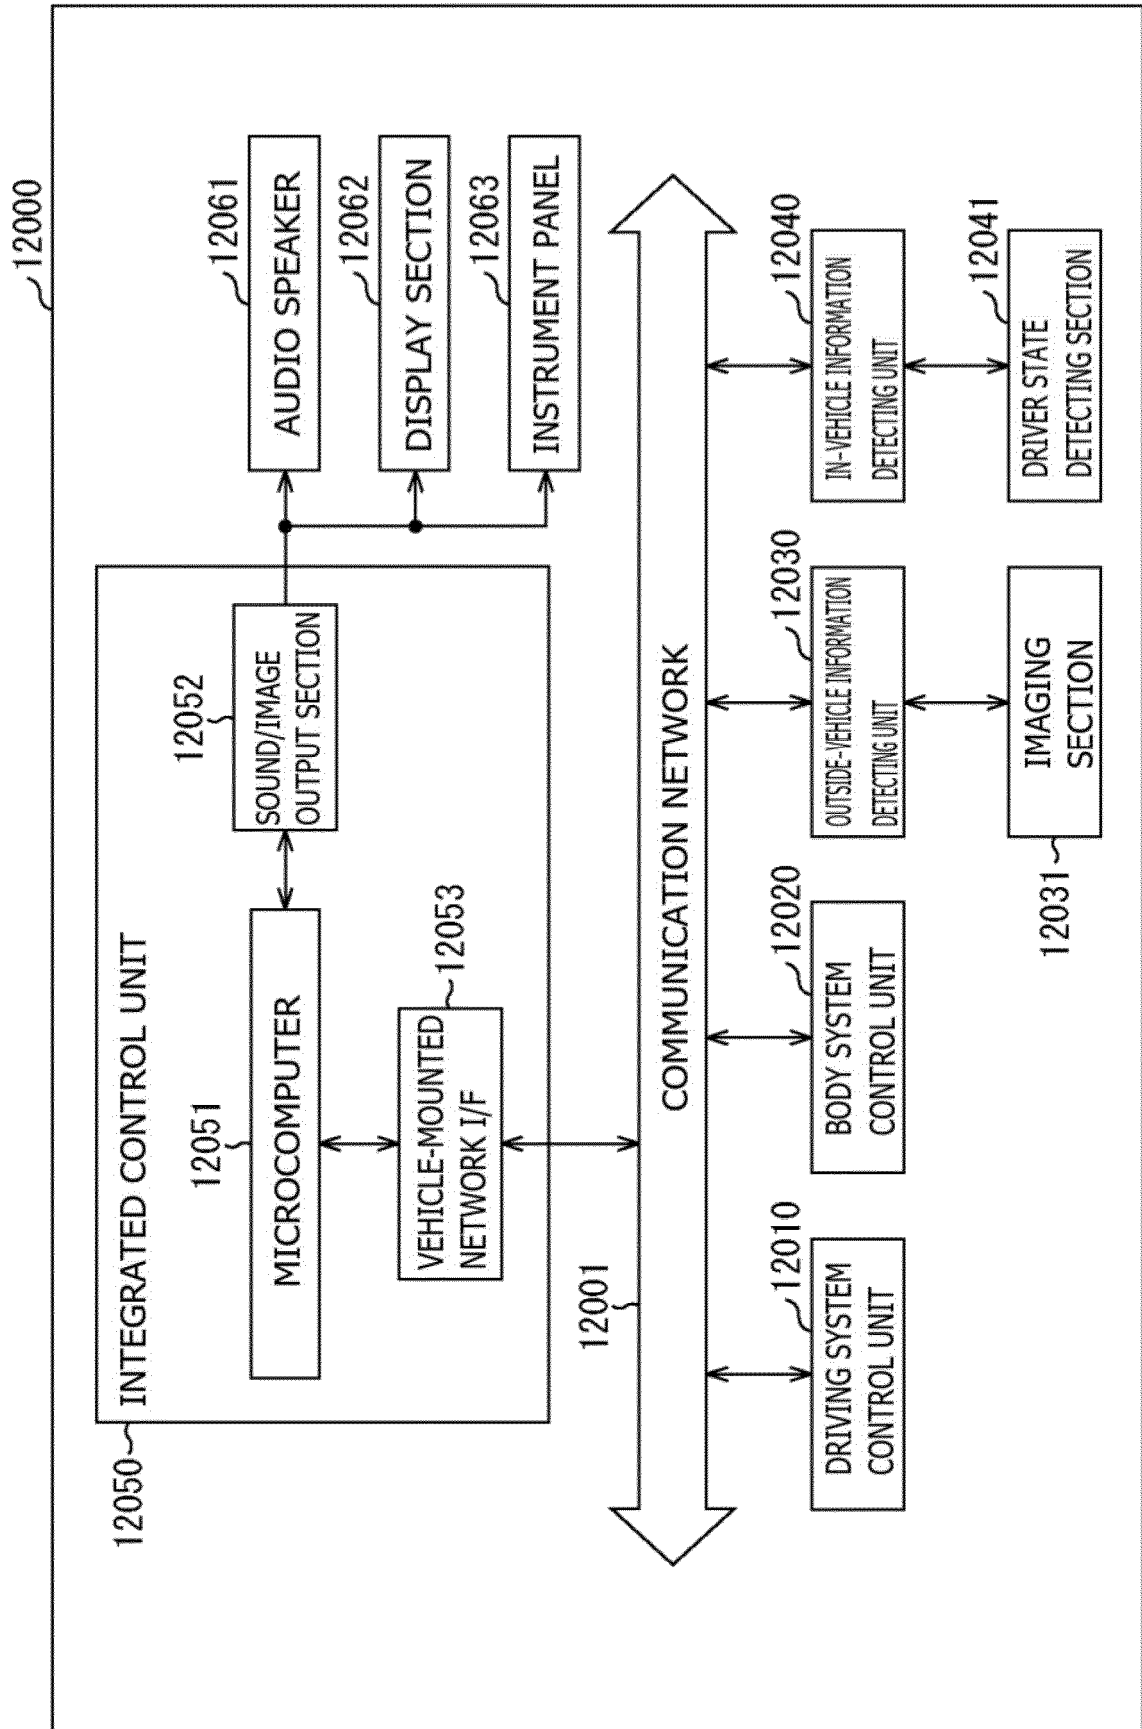 12000
12050
INTEGRATED CONTROL UNIT
12051
MICROCOMPUTER
12052
SOUND/IMAGE
OUTPUT SECTION
12053
VEHICLE-MOUNTED
NETWORK I/F
12061
AUDIO SPEAKER
12062
DISPLAY SECTION
12063
INSTRUMENT PANEL
12001
COMMUNICATION NETWORK
12010
DRIVING SYSTEM
CONTROL UNIT
12020
BODY SYSTEM
CONTROL UNIT
12030
OUTSIDE-VEHICLE INFORMATION
DETECTING UNIT
12040
IN-VEHICLE INFORMATION
DETECTING UNIT
12031
IMAGING
SECTION
12041
DRIVER STATE
DETECTING SECTION